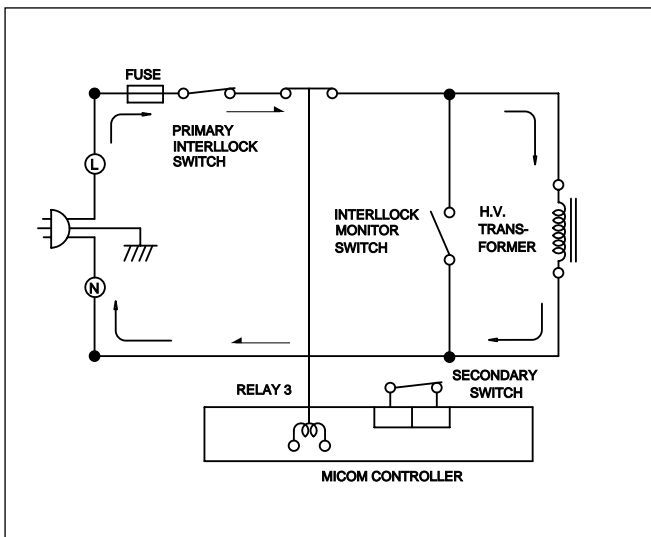 FUSE
PRIMARY
INTERLLOCK
SWITCH
L
INTERLLOCK
MONITOR
SWITCH
H.V.
TRANS-
FORMER
N
RELAY 3
SECONDARY
SWITCH
MICOM CONTROLLER